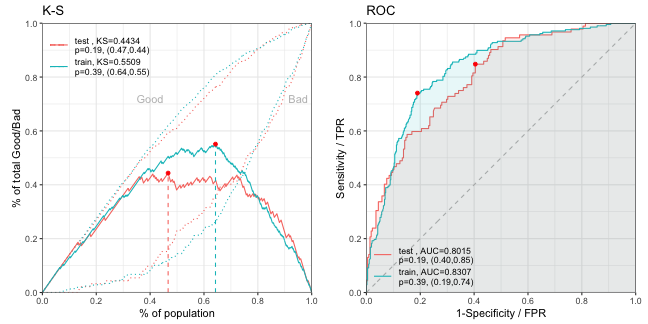 K-S
test , KS=0.4434
p=0.19, (0.47,0.44)
train, KS=0.5509
p=0.39, (0.64,0.55)
Good
Bad
% of total Good/Bad
1.0
0.8
0.6
0.4
0.2
0.0
0.0 0.2 0.4 0.6 0.8 1.0
% of population
ROC
Sensitivity / TPR
1.0
0.8
0.6
0.4
0.2
0.0
test , AUC=0.8015
p=0.19, (0.40,0.85)
train, AUC=0.8307
p=0.39, (0.19,0.74)
0.0 0.2 0.4 0.6 0.8 1.0
1-Specificity / FPR